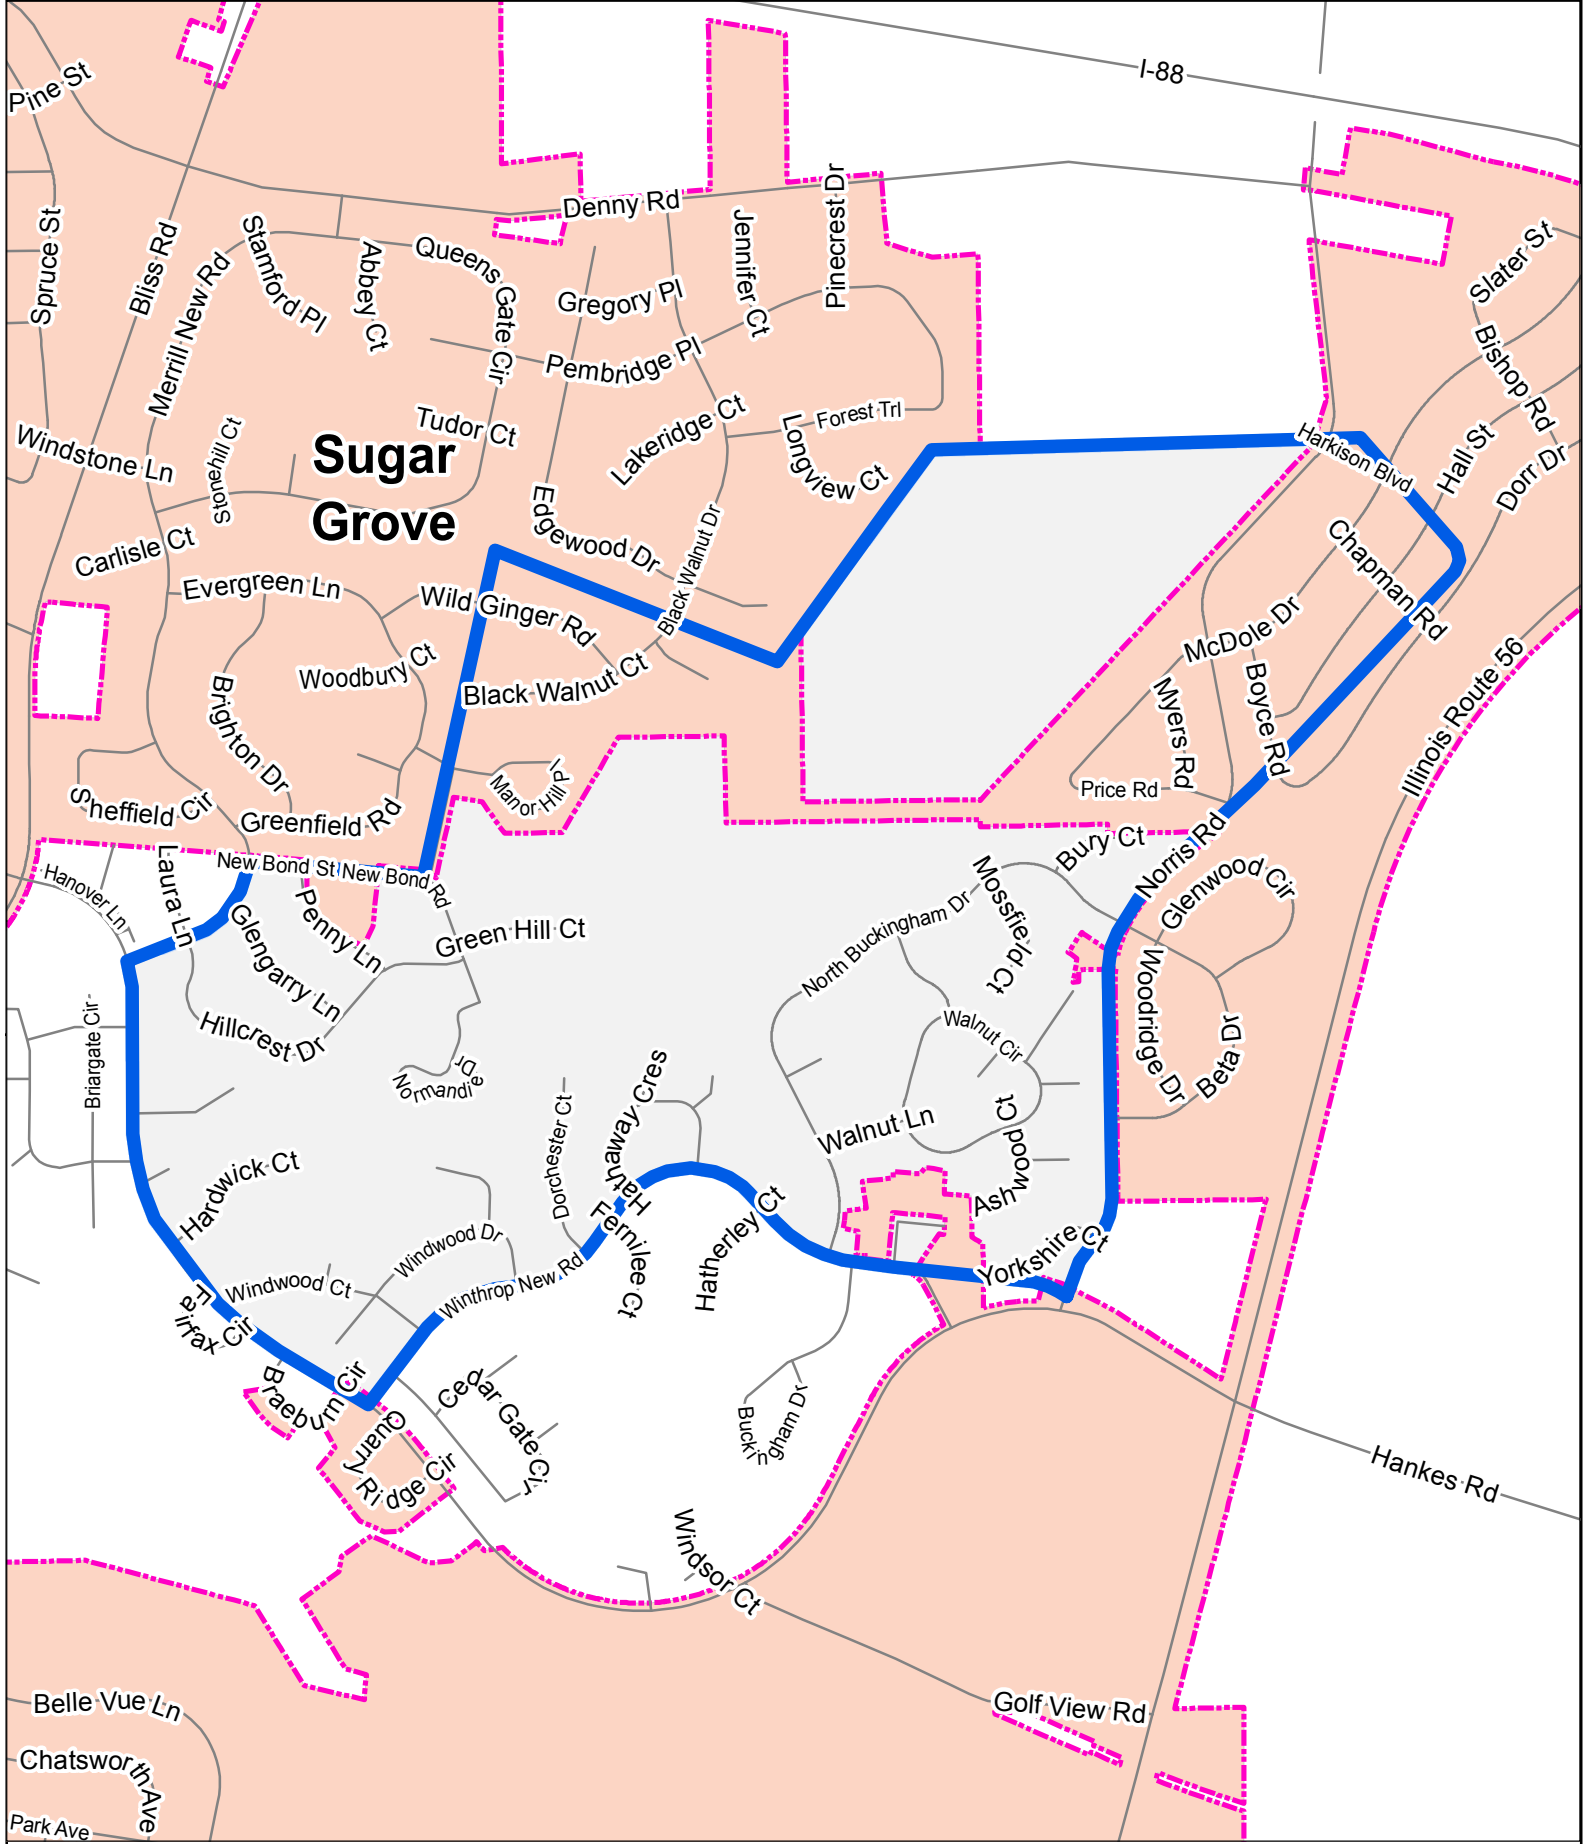 I-88
Pine St
Denny Rd
Pinecrest Dr
Spruce St
Bliss Rd
Stamford Pl
Abbey Ct
Queens Gate Cir
Jennifer Ct
Slater St
Merrill New Rd
Gregory Pl
Pembridge Pl
Bishop Rd
Windstone Ln
Stonehill Ct
Tudor Ct
Sugar
Grove
Lakeridge Ct
Longview Ct
Forest Trl
Harkison Blvd
Hall St
Dorr Dr
Carlisle Ct
Edgewood Dr
Black Walnut Dr
Chapman Rd
Evergreen Ln
Wild Ginger Rd
McDole Dr
Woodbury Ct
Black Walnut Ct
Brighton Dr
Myers Rd
Boyce Rd
Illinois Route 56
Sheffield Cir
Greenfield Rd
Manor Hill Pl
Price Rd
Norris Rd
Bury Ct
Hanover Ln
Laura Ln
New Bond St
New Bond Rd
Penny Ln
Glengarry Ln
Green Hill Ct
North Buckingham Dr
Mossfield Ct
Glenwood Cir
Woodridge Dr
Beta Dr
Briargate Cir
Hillcrest Dr
Normandie Dr
Walnut Cir
Walnut Ln
Ashwood Ct
Dorchester Ct
Hathaway Cres
Hardwick Ct
Fernilee Ct
Hatherley Ct
Yorkshire Ct
Windwood Dr
Windwood Ct
Winthrop New Rd
Fairfax Cir
Braeburn Cir
Cedar Gate Cir
Quarry Ridge Cir
Buckingham Dr
Hankes Rd
Windsor Ct
Golf View Rd
Belle Vue Ln
Chatsworth Ave
Park Ave